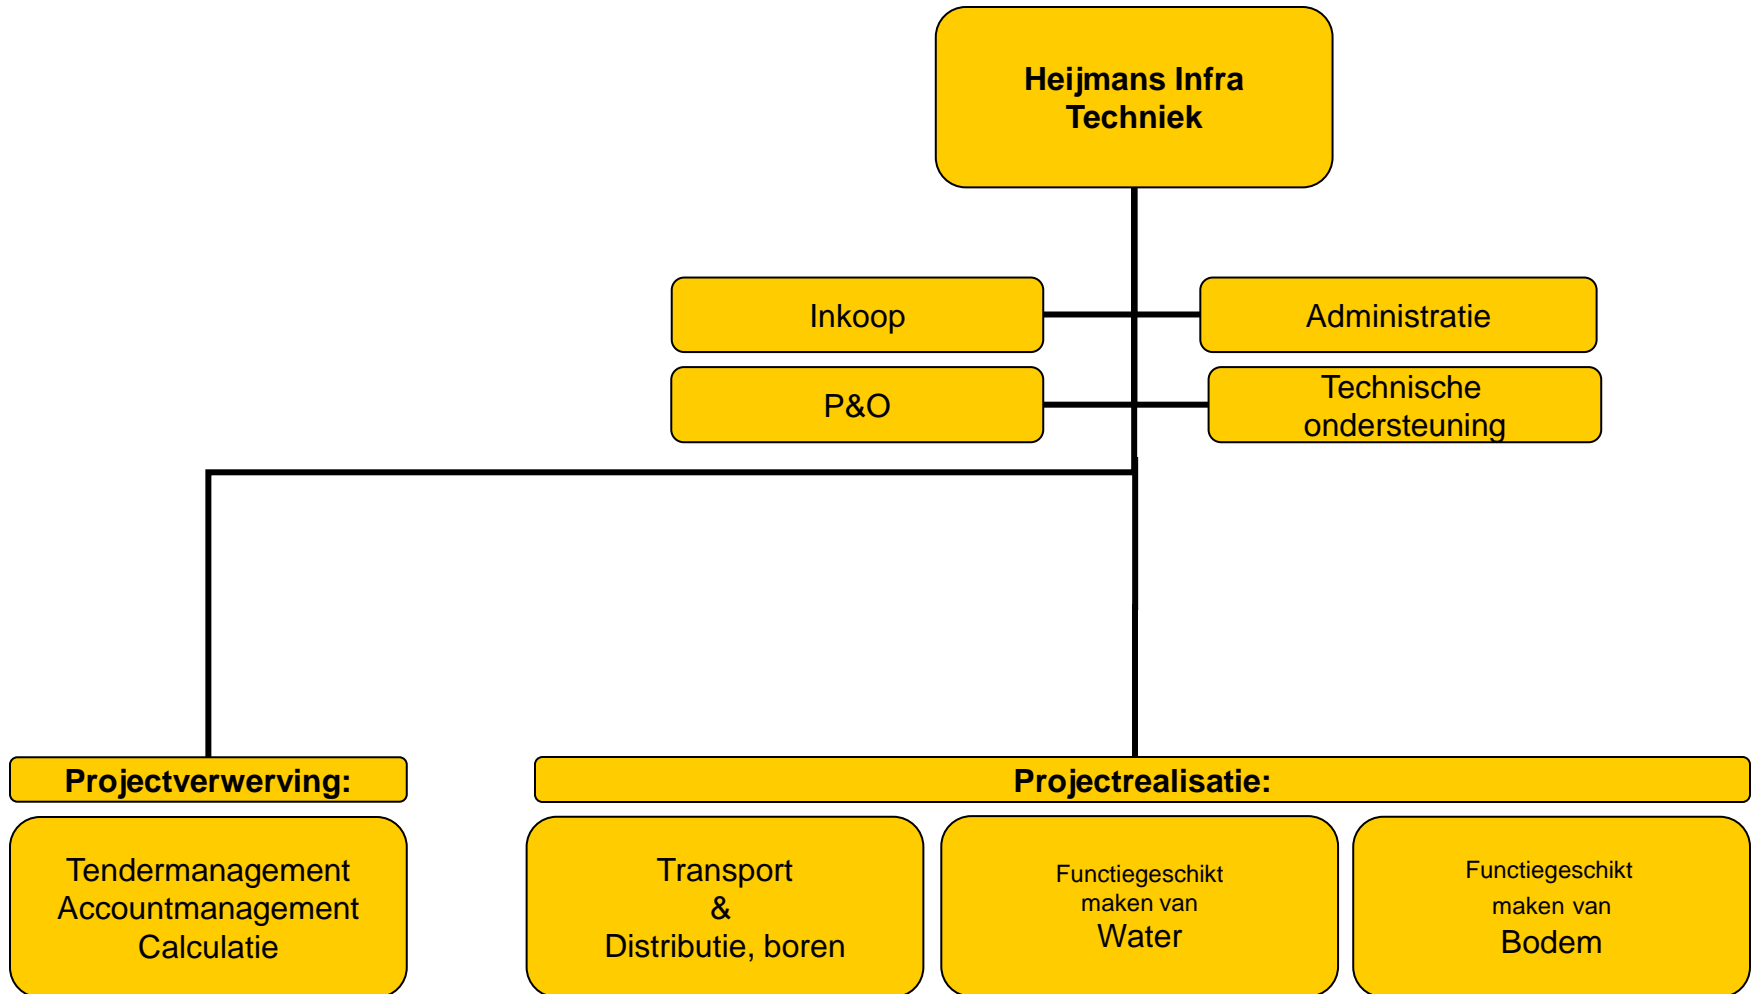 Heijmans Infra
Techniek
Inkoop
Administratie
P&O
Technische
ondersteuning
Projectverwerving:
Projectrealisatie:
Tendermanagement
Accountmanagement
Calculatie
Transport
&
Distributie, boren
Functiegeschikt
maken van
Water
Functiegeschikt
maken van
Bodem